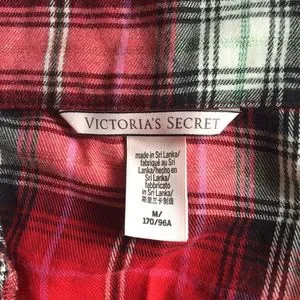 VICTORIA'S SECRET
made in Sri Lanka/
fabriqué au Sri
Lanka/hecho en
Sri Lanka/
fabbricato
in Sri Lanka/
斯里兰卡制造
M/
170/96A